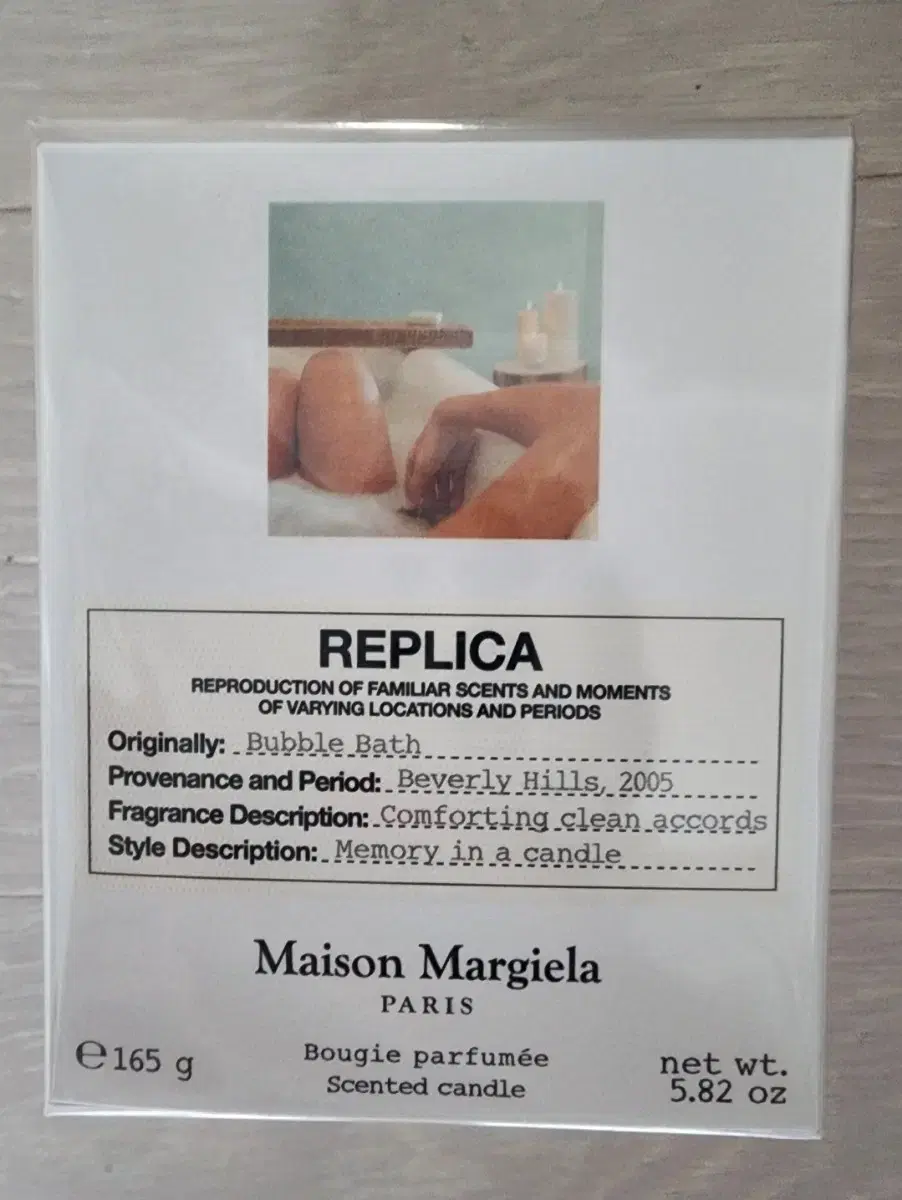 REPLICA
REPRODUCTION OF FAMILIAR SCENTS AND MOMENTS
OF VARYING LOCATIONS AND PERIODS
Originally: Bubble Bath
Provenance and Period: Beverly Hills, 2005
Fragrance Description: Comforting clean accords
Style Description: Memory in a candle
Maison Margiela
PARIS
℮165 g
Bougie parfumée
Scented candle
net wt.
5.82 oz